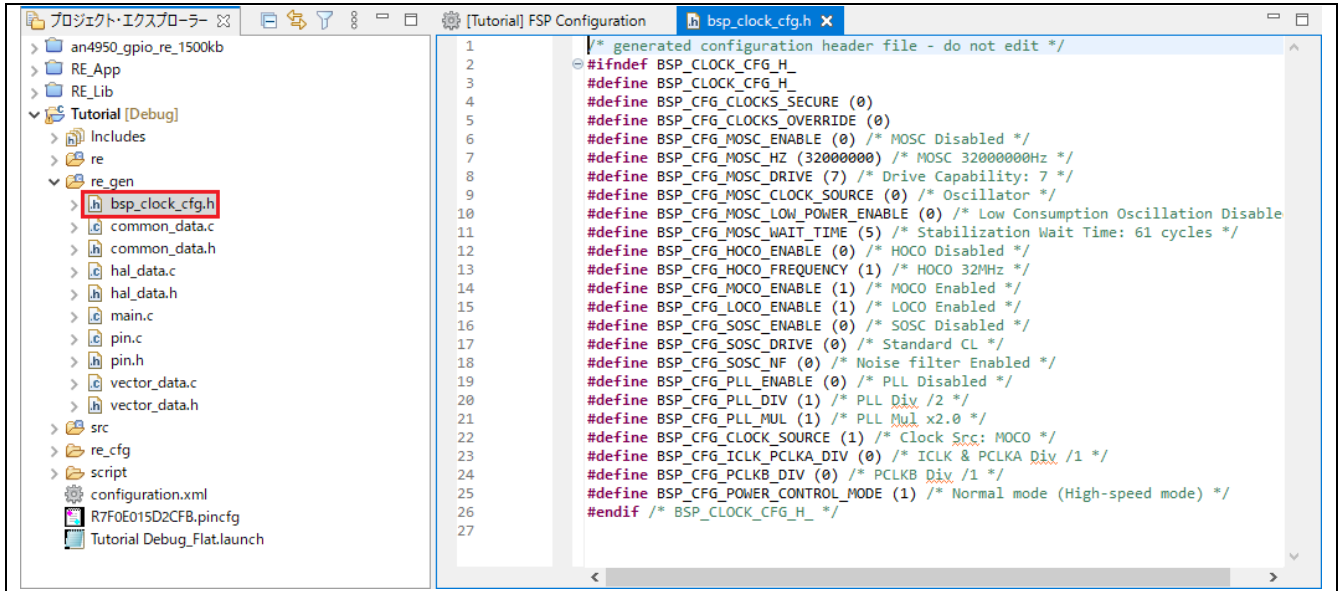 プロジェクト・エクスプローラー
an4950_gpio_re_1500kb
RE_App
RE_Lib
Tutorial [Debug]
Includes
re
re_gen
bsp_clock_cfg.h
common_data.c
common_data.h
hal_data.c
hal_data.h
main.c
pin.c
pin.h
vector_data.c
vector_data.h
src
re_cfg
script
configuration.xml
R7F0E015D2CFB.pincfg
Tutorial Debug_Flat.launch
[Tutorial] FSP Configuration
bsp_clock_cfg.h
1 /* generated configuration header file - do not edit */
2 #ifndef BSP_CLOCK_CFG_H_
3 #define BSP_CLOCK_CFG_H_
4 #define BSP_CFG_CLOCKS_SECURE (0)
5 #define BSP_CFG_CLOCKS_OVERRIDE (0)
6 #define BSP_CFG_MOSC_ENABLE (0) /* MOSC Disabled */
7 #define BSP_CFG_MOSC_HZ (32000000) /* MOSC 32000000Hz */
8 #define BSP_CFG_MOSC_DRIVE (7) /* Drive Capability: 7 */
9 #define BSP_CFG_MOSC_CLOCK_SOURCE (0) /* Oscillator */
10 #define BSP_CFG_MOSC_LOW_POWER_ENABLE (0) /* Low Consumption Oscillation Disable
11 #define BSP_CFG_MOSC_WAIT_TIME (5) /* Stabilization Wait Time: 61 cycles */
12 #define BSP_CFG_HOCO_ENABLE (0) /* HOCO Disabled */
13 #define BSP_CFG_HOCO_FREQUENCY (1) /* HOCO 32MHz */
14 #define BSP_CFG_MOCO_ENABLE (1) /* MOCO Enabled */
15 #define BSP_CFG_LOCO_ENABLE (1) /* LOCO Enabled */
16 #define BSP_CFG_SOSC_ENABLE (0) /* SOSC Disabled */
17 #define BSP_CFG_SOSC_DRIVE (0) /* Standard CL */
18 #define BSP_CFG_SOSC_NF (0) /* Noise filter Enabled */
19 #define BSP_CFG_PLL_ENABLE (0) /* PLL Disabled */
20 #define BSP_CFG_PLL_DIV (1) /* PLL Div /2 */
21 #define BSP_CFG_PLL_MUL (1) /* PLL Mul x2.0 */
22 #define BSP_CFG_CLOCK_SOURCE (1) /* Clock Src: MOCO */
23 #define BSP_CFG_ICLK_PCLKA_DIV (0) /* ICLK & PCLKA Div /1 */
24 #define BSP_CFG_PCLKB_DIV (0) /* PCLKB Div /1 */
25 #define BSP_CFG_POWER_CONTROL_MODE (1) /* Normal mode (High-speed mode) */
26 #endif /* BSP_CLOCK_CFG_H_ */
27